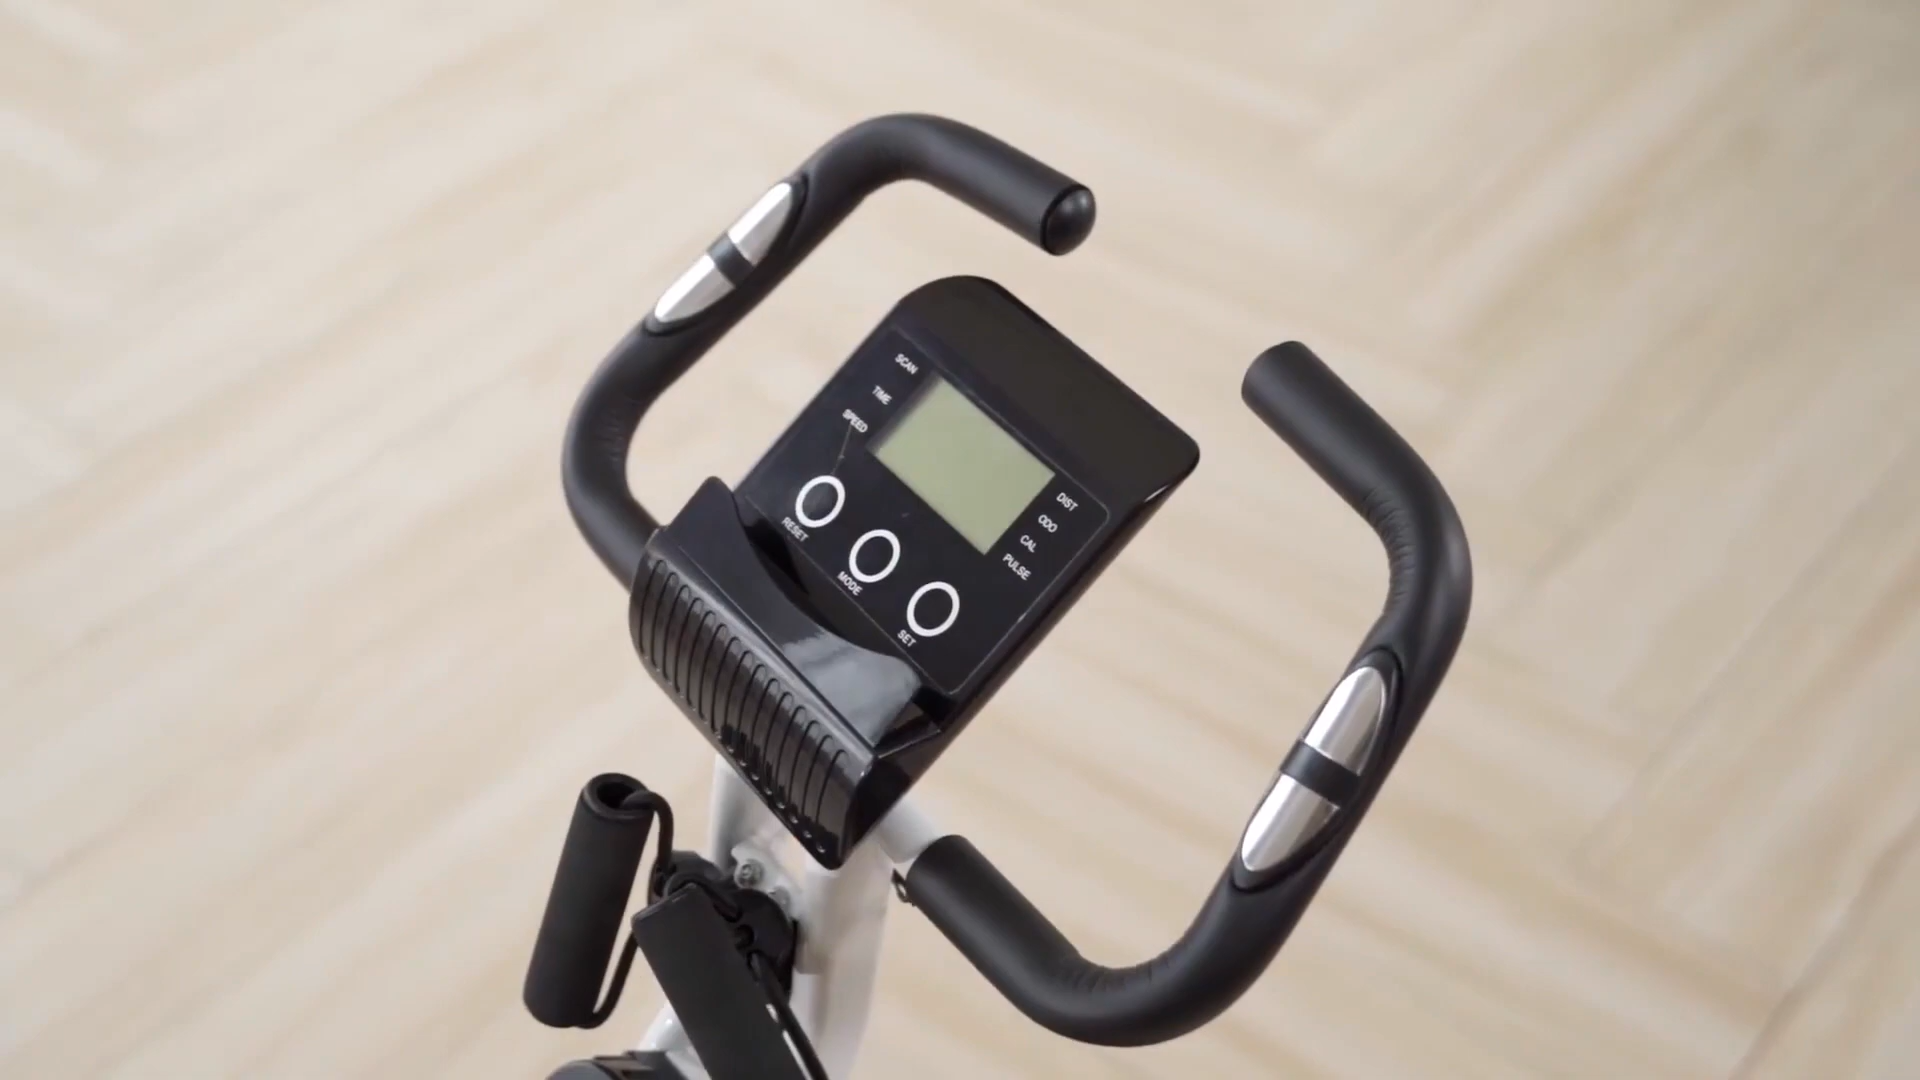 SCAN
TIME
SPEED
DIST
ODO
CAL
PULSE
RESET
MODE
SET